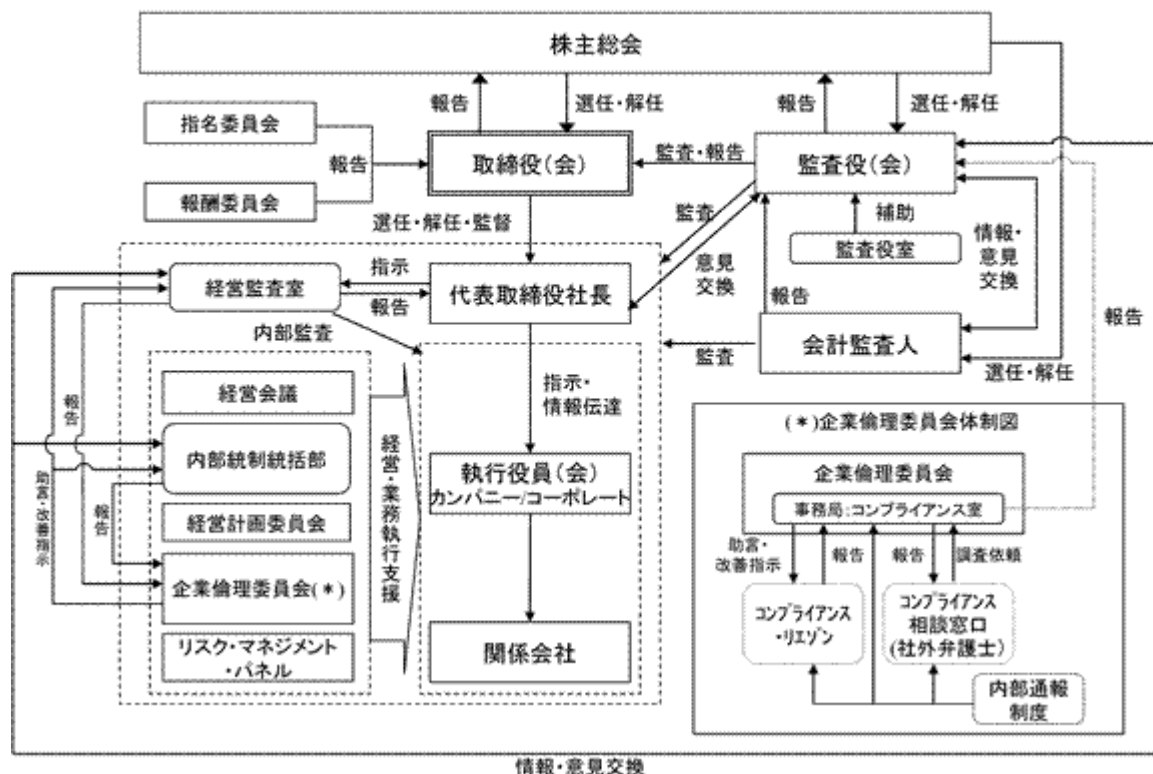 株主総会
報告
選任・解任
報告
選任・解任
指名委員会
報告
報酬委員会
取締役(会)
監査・報告
監査役(会)
選任・解任・監督
監査
補助
監査役室
情報・
意見
交換
意見
交換
報告
報告
経営監査室
指示
報告
代表取締役社長
内部監査
監査
会計監査人
選任・解任
報告
経営会議
内部統制統括部
経営計画委員会
企業倫理委員会(*)
リスク・マネジメント
・パネル
助言・改善指示
報告
経営・業務執行支援
指示・
情報伝達
執行役員(会)
カンパニー/コーポレート
関係会社
(*)企業倫理委員会体制図
企業倫理委員会
事務局:コンプライアンス室
助言・
改善指示
報告
報告
調査依頼
コンプライアンス
・リエゾン
コンプライアンス
相談窓口
(社外弁護士)
内部通報
制度
情報・意見交換